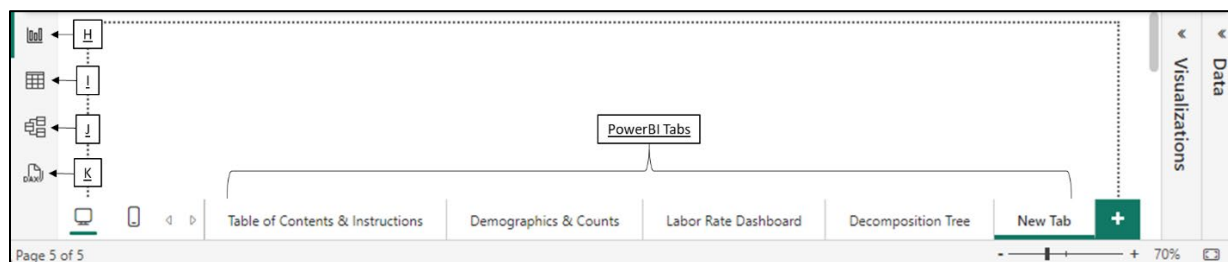 H
I
J
K
DAX
PowerBI Tabs
« Visualizations
« Data
Table of Contents & Instructions
Demographics & Counts
Labor Rate Dashboard
Decomposition Tree
New Tab
+
Page 5 of 5
- + 70%